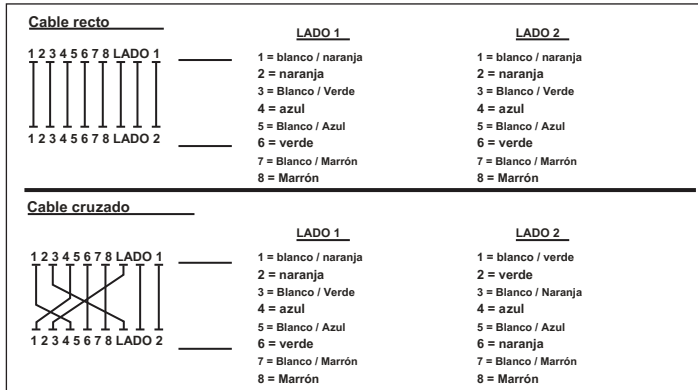 Cable recto
LADO 1 LADO 2
1 2 3 4 5 6 7 8 LADO 1
1 = blanco / naranja 1 = blanco / naranja
2 = naranja 2 = naranja
3 = Blanco / Verde 3 = Blanco / Verde
4 = azul 4 = azul
5 = Blanco / Azul 5 = Blanco / Azul
1 2 3 4 5 6 7 8 LADO 2
6 = verde 6 = verde
7 = Blanco / Marrón 7 = Blanco / Marrón
8 = Marrón 8 = Marrón
Cable cruzado
LADO 1 LADO 2
1 2 3 4 5 6 7 8 LADO 1
1 = blanco / naranja 1 = blanco / verde
2 = naranja 2 = verde
3 = Blanco / Verde 3 = Blanco / Naranja
4 = azul 4 = azul
5 = Blanco / Azul 5 = Blanco / Azul
1 2 3 4 5 6 7 8 LADO 2
6 = verde 6 = naranja
7 = Blanco / Marrón 7 = Blanco / Marrón
8 = Marrón 8 = Marrón